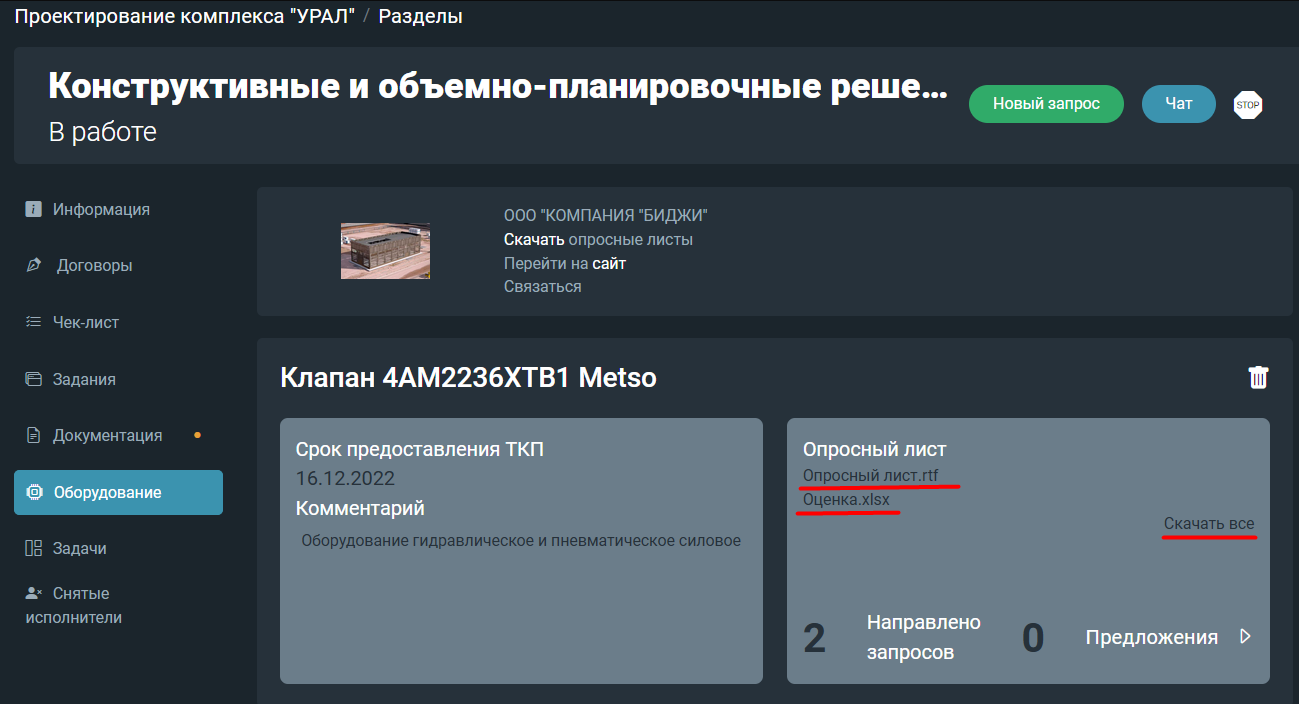 Проектирование комплекса "УРАЛ" / Разделы
Конструктивные и объемно-планировочные реше...
В работе
Новый запрос
Чат
STOP
Информация
Договоры
Чек-лист
Задания
Документация
Оборудование
Задачи
Снятые
исполнители
ООО "КОМПАНИЯ "БИДЖИ"
Скачать опросные листы
Перейти на сайт
Связаться
Клапан 4AM2236XTB1 Metso
Срок предоставления ТКП
16.12.2022
Комментарий
Оборудование гидравлическое и пневматическое силовое
Опросный лист
Опросный лист.rtf
Оценка.xlsx
Скачать все
2 Направлено
запросов
0 Предложения